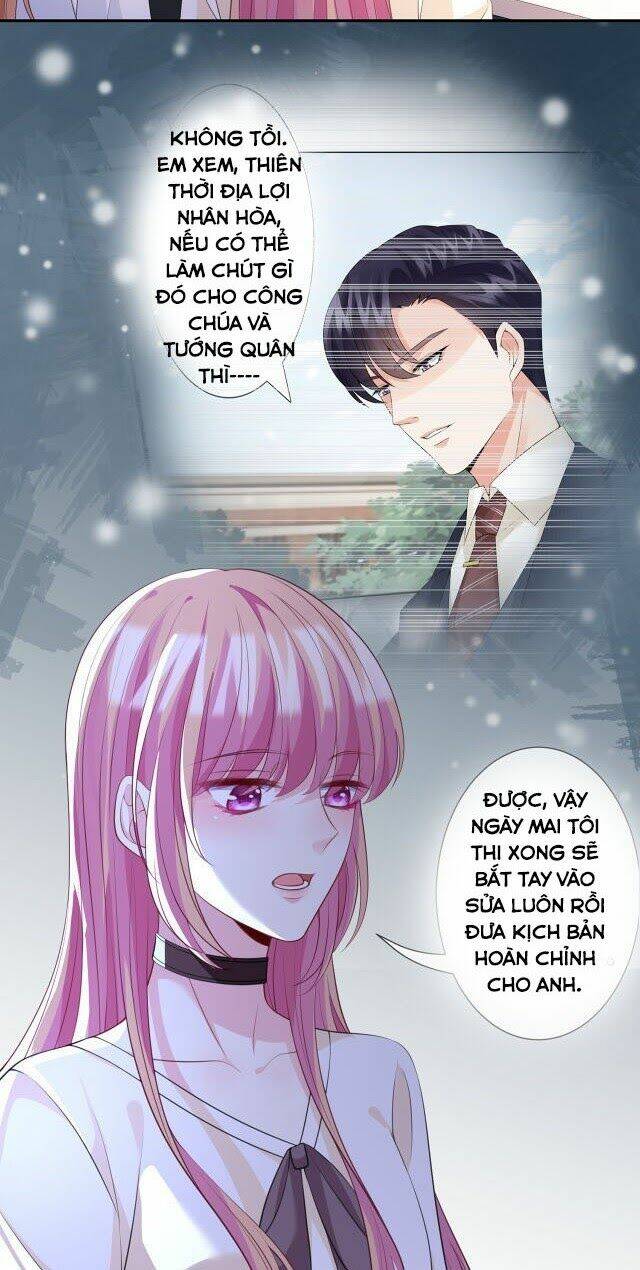 KHÔNG TỒI.
EM XEM, THIÊN
THỜI ĐỊA LỢI
NHÂN HÒA,
NẾU CÓ THỂ
LÀM CHÚT GÌ
ĐÓ CHO CÔNG
CHÚA VÀ
TƯỚNG QUÂN
THÌ----
ĐƯỢC, VẬY
NGÀY MAI TÔI
THI XONG SẼ
BẮT TAY VÀO
SỬA LUÔN RỒI
ĐƯA KỊCH BẢN
HOÀN CHỈNH
CHO ANH.